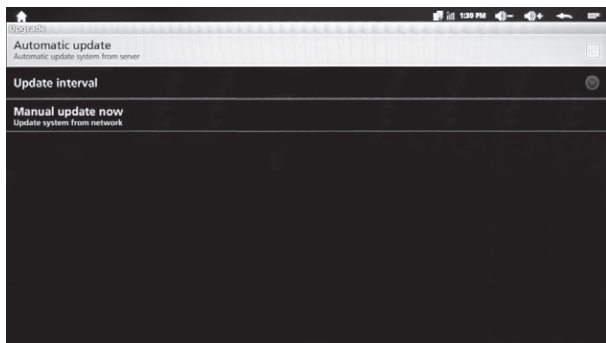 1:30 PM
Upgrade
Automatic update
Automatic update system from server
Update interval
Manual update now
Update system from network